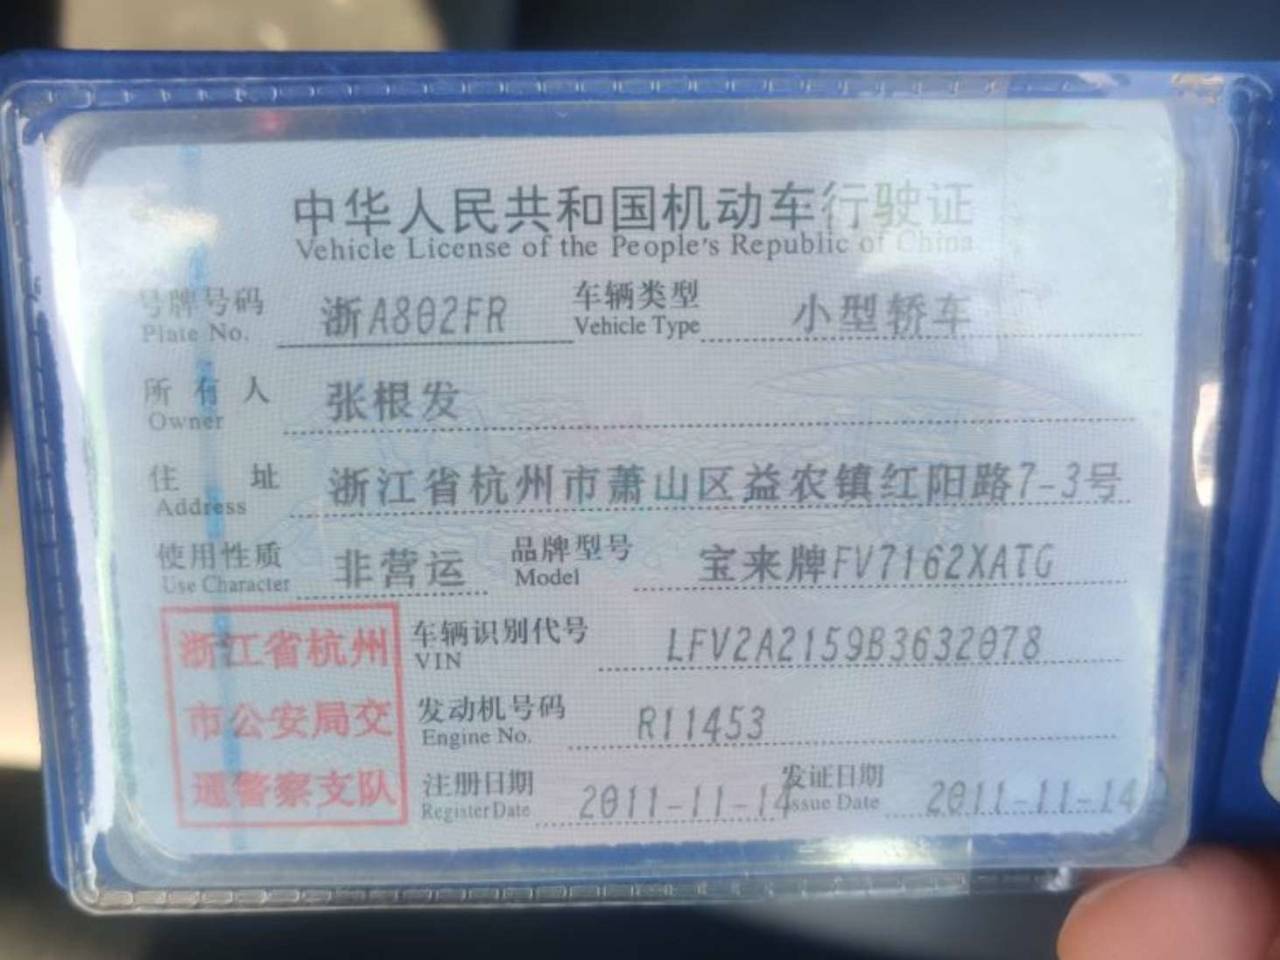 中华人民共和国机动车行驶证
Vehicle License of the People's Republic of China
号牌号码 浙A802FR 车辆类型 小型轿车
Plate No. Vehicle Type
所有人 张根发
Owner
住址 浙江省杭州市萧山区益农镇红阳路7-3号
Address
使用性质 非营运 品牌型号 宝来牌FV7162XATG
Use Character Model
浙江省杭州
市公安局交
通警察支队
车辆识别代号 LFV2A2159B3632078
VIN
发动机号码 R11453
Engine No.
注册日期 2011-11-14 发证日期 2011-11-14
Register Date Issue Date